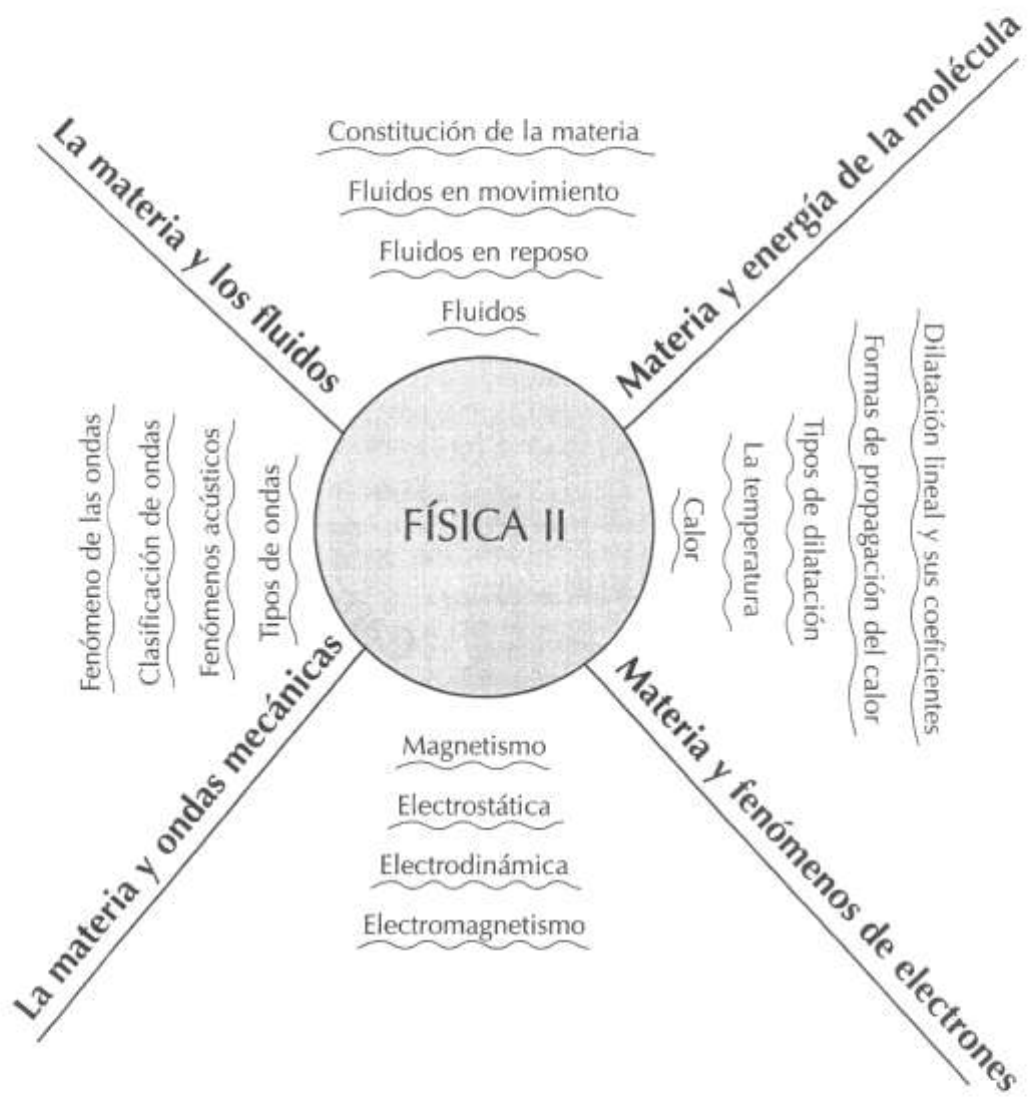 La materia y los fluidos
Constitución de la materia
Fluidos en movimiento
Fluidos en reposo
Fluidos
Materia y energía de la molécula
Dilatación lineal y sus coeficientes
Formas de propagación del calor
Tipos de dilatación
La temperatura
Calor
FÍSICA II
Fenómeno de las ondas
Clasificación de ondas
Fenómenos acústicos
Tipos de ondas
La materia y ondas mecánicas
Magnetismo
Electrostática
Electrodinámica
Electromagnetismo
Materia y fenómenos de electrones